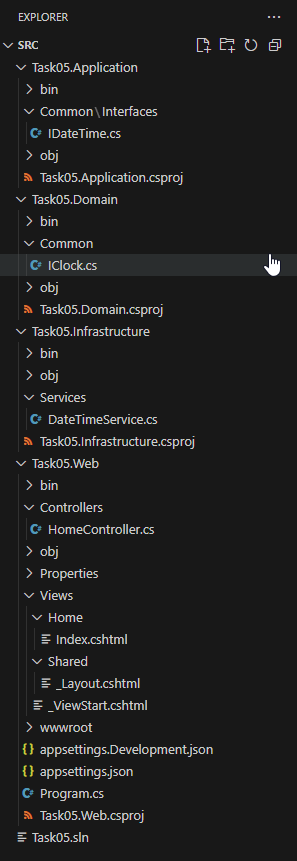 EXPLORER
SRC
Task05.Application
bin
Common\Interfaces
C# IDateTime.cs
obj
Task05.Application.csproj
Task05.Domain
bin
Common
C# IClock.cs
obj
Task05.Domain.csproj
Task05.Infrastructure
bin
obj
Services
C# DateTimeService.cs
Task05.Infrastructure.csproj
Task05.Web
bin
Controllers
C# HomeController.cs
obj
Properties
Views
Home
Index.cshtml
Shared
_Layout.cshtml
_ViewStart.cshtml
wwwroot
{} appsettings.Development.json
{} appsettings.json
C# Program.cs
Task05.Web.csproj
Task05.sln